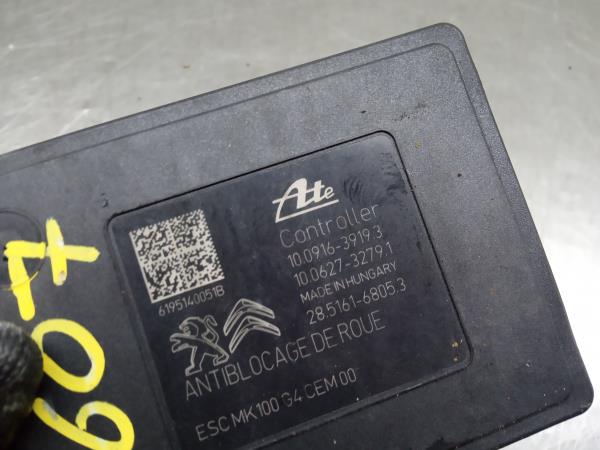 Ate
Controller
10.0916-3919.3
10.0627-3279.1
MADE IN HUNGARY
28.5161-6805.3
6195140051B
ANTIBLOCAGE DE ROUE
ESC MK100 G4 CEM 00
607